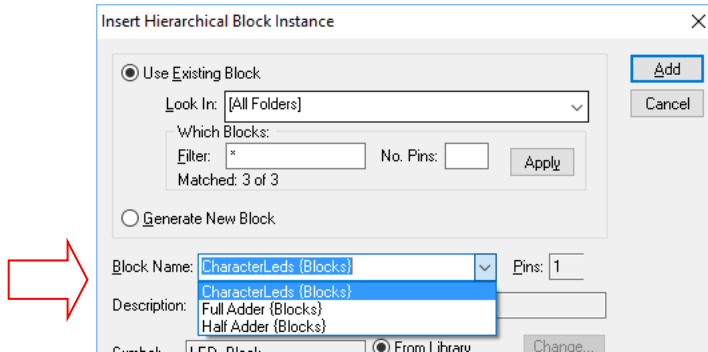 Insert Hierarchical Block Instance
Use Existing Block
Add
Look In: [All Folders]
Cancel
Which Blocks:
Filter: * No. Pins: Apply
Matched: 3 of 3
Generate New Block
Block Name: CharacterLeds {Blocks} Pins: 1
CharacterLeds {Blocks}
Description: Full Adder {Blocks}
Half Adder {Blocks}
Symbol: LED_Block From Library Change...